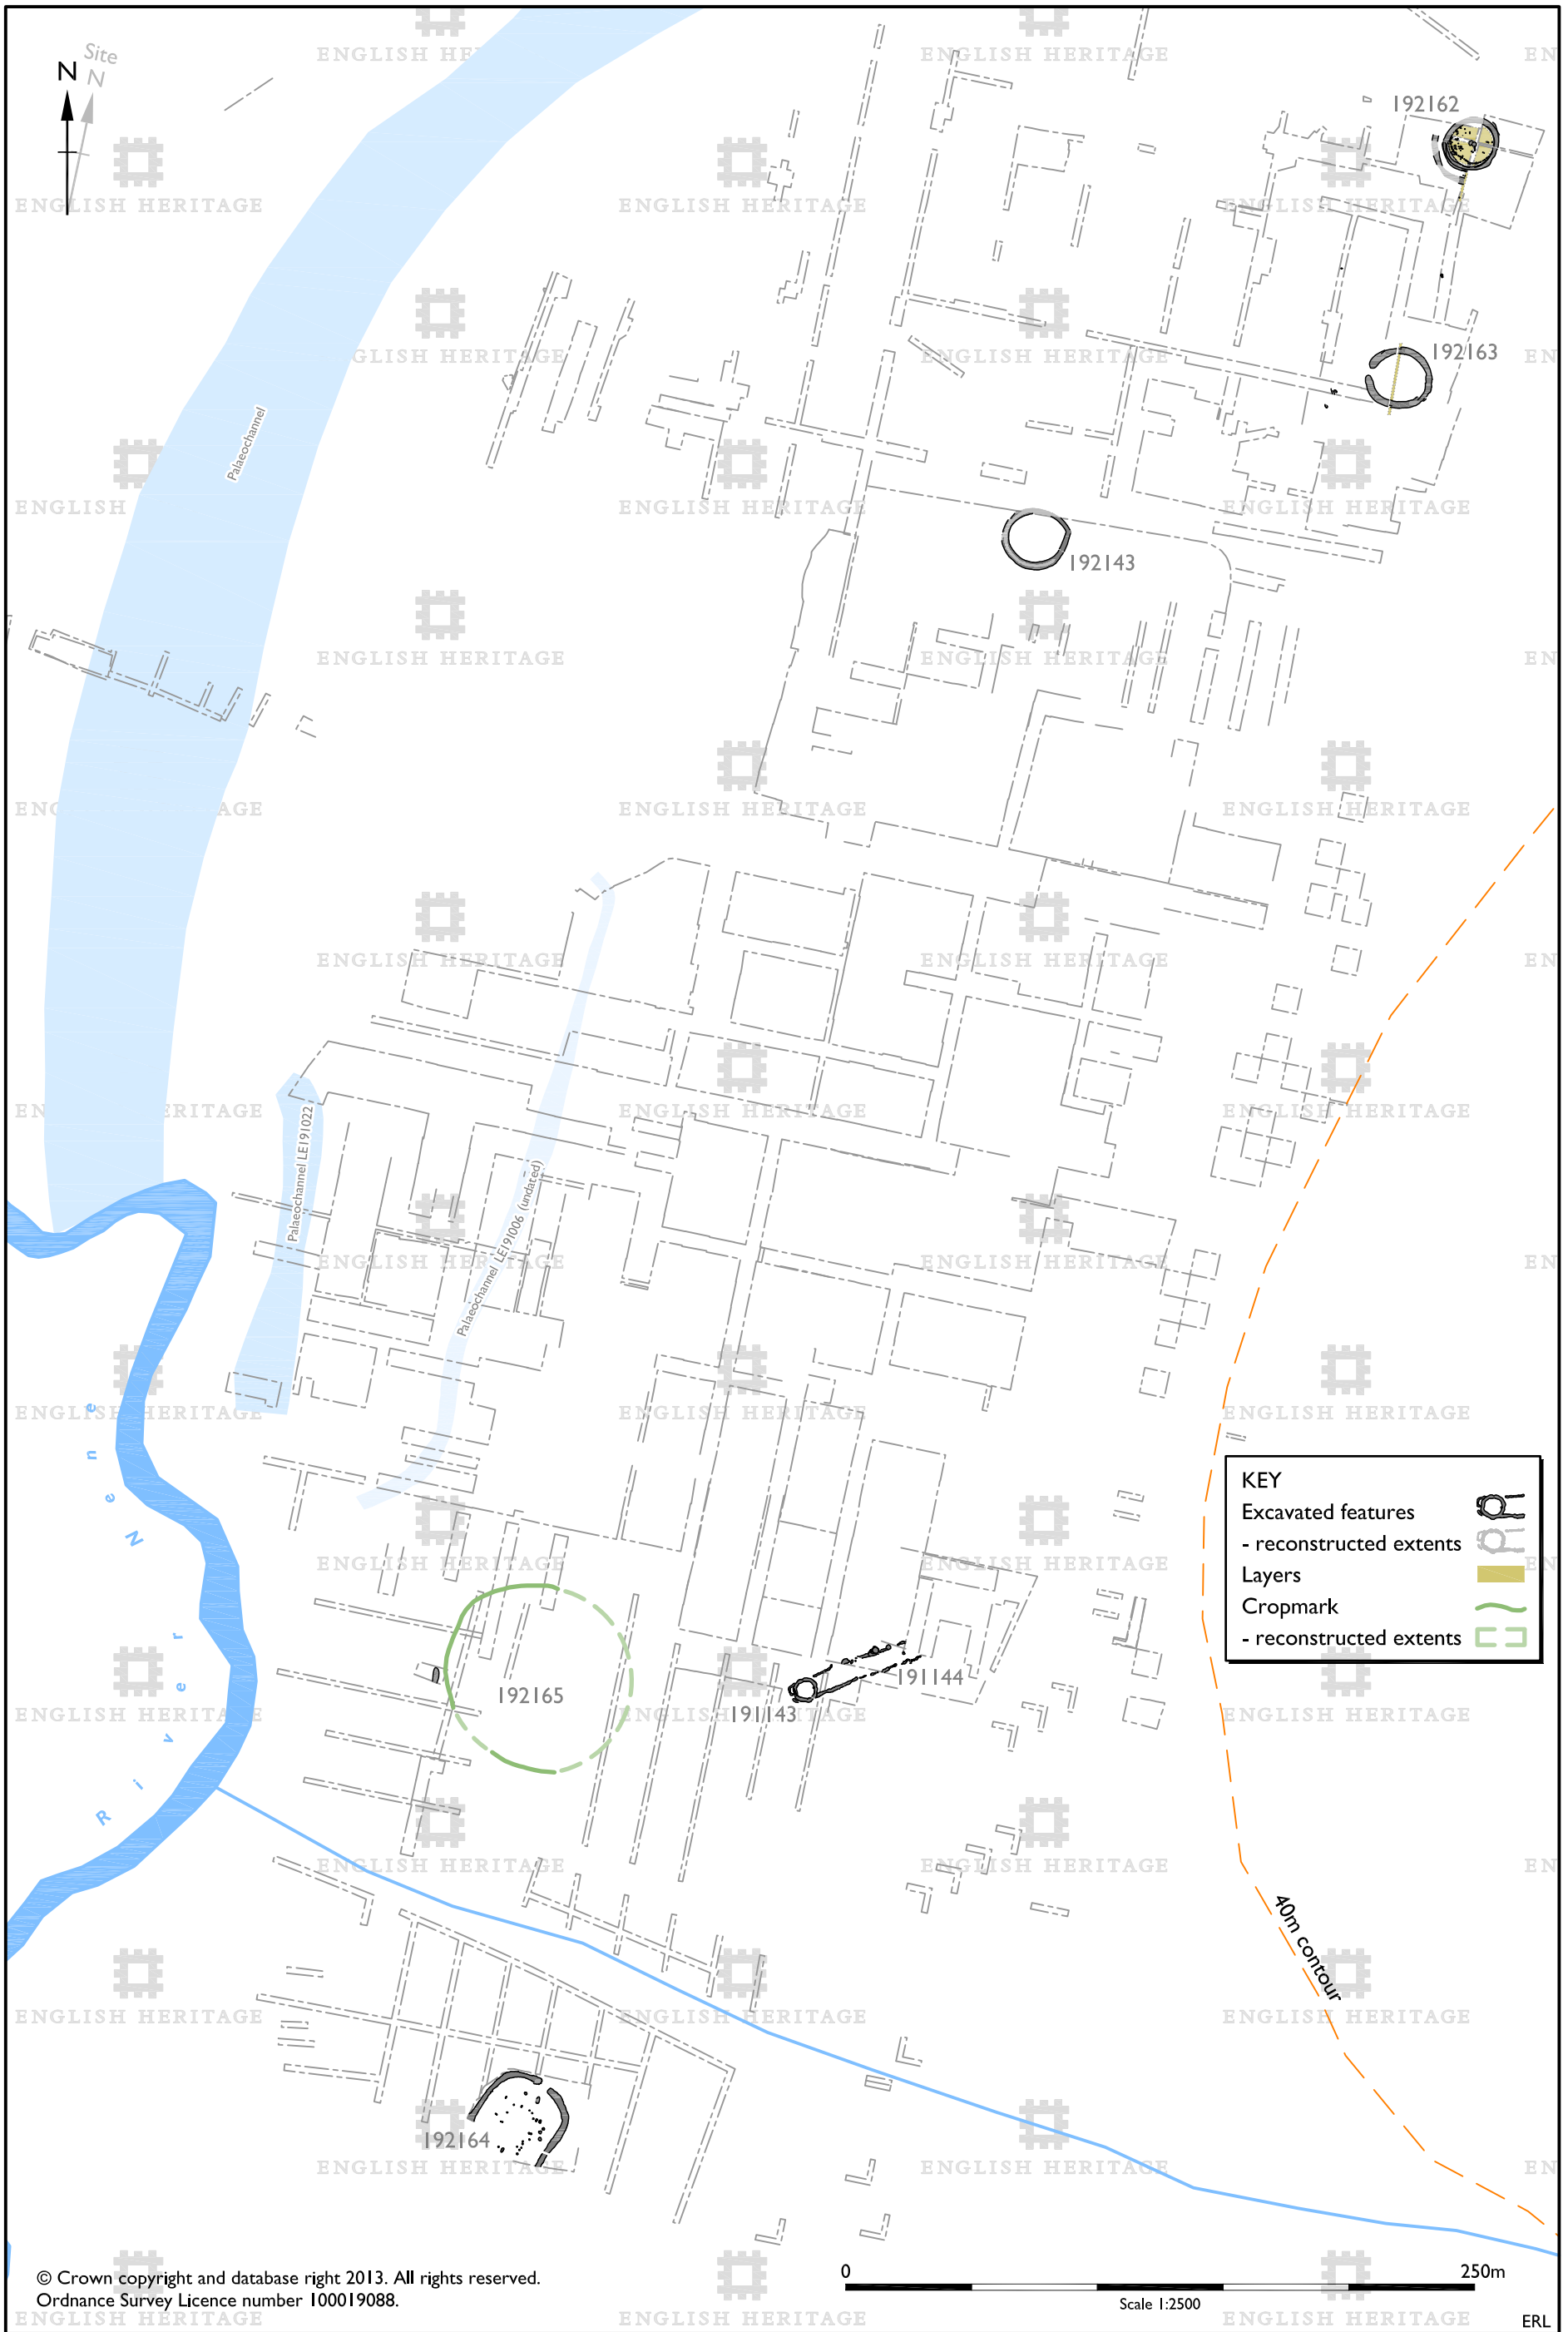 Site
N
N
192162
192163
Palaeochannel
192143
Palaeochannel LE191022
Palaeochannel LE191006 (undated)
River Nene
KEY
Excavated features
- reconstructed extents
Layers
Cropmark
- reconstructed extents
192165
191144
191143
40m contour
192164
© Crown copyright and database right 2013. All rights reserved.
Ordnance Survey Licence number 100019088.
0
250m
Scale 1:2500
ERL
ENGLISH HERITAGE